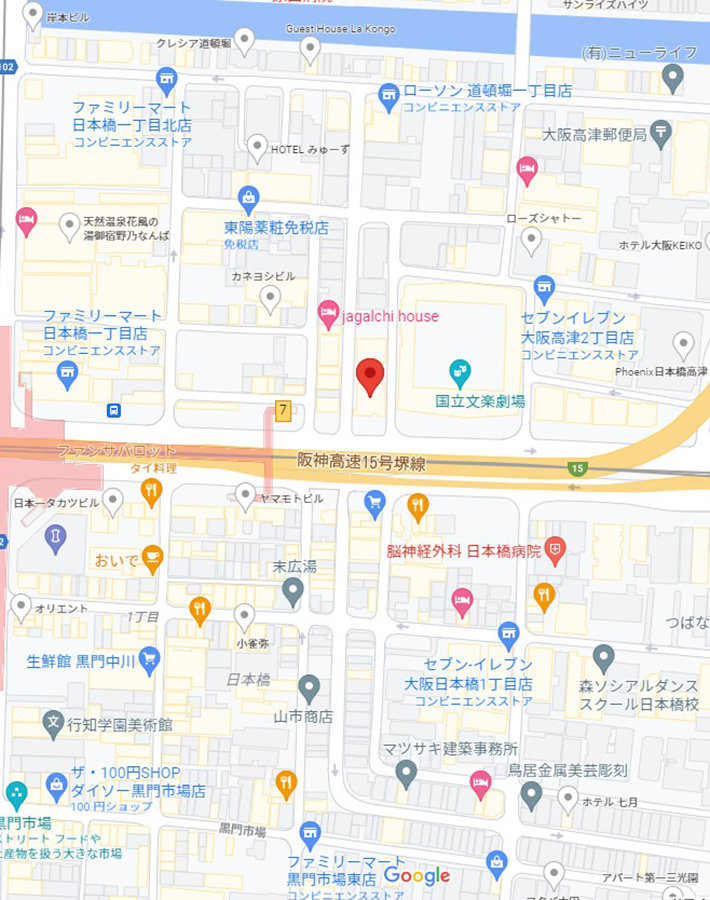 サンライズハイツ
岸本ビル
Guest House La Kongo
クレシア道頓堀
(有)ニューライフ
102
ローソン 道頓堀一丁目店
コンビニエンスストア
ファミリーマート
日本橋一丁目北店
コンビニエンスストア
大阪高津郵便局
HOTEL みゅーず
天然温泉花風の
湯御宿野乃なんば
東陽薬粧免税店
免税店
ローズシャトー
ホテル大阪KEIKO
カネヨシビル
ファミリーマート
日本橋一丁目店
コンビニエンスストア
jagalchi house
セブンイレブン
大阪高津2丁目店
コンビニエンスストア
Phoenix日本橋高津
国立文楽劇場
7
ファンサバロット
タイ料理
阪神高速15号堺線
15
日本一タカツビル
ヤマモトビル
脳神経外科 日本橋病院
おいで
末広湯
オリエント
1丁目
小雀弥
つばな
生鮮館 黒門中川
日本橋
セブン-イレブン
大阪日本橋1丁目店
コンビニエンスストア
森ソシアルダンス
スクール日本橋校
山市商店
行知学園美術館
マツサキ建築事務所
ザ・100円SHOP
ダイソー黒門市場店
100 円ショップ
鳥居金属美芸彫刻
ホテル 七月
黒門市場
ストリート フードや
土産物を扱う大きな市場
黒門市場
ファミリーマート
黒門市場東店
コンビニエンスストア
Google
アパート第一三光園